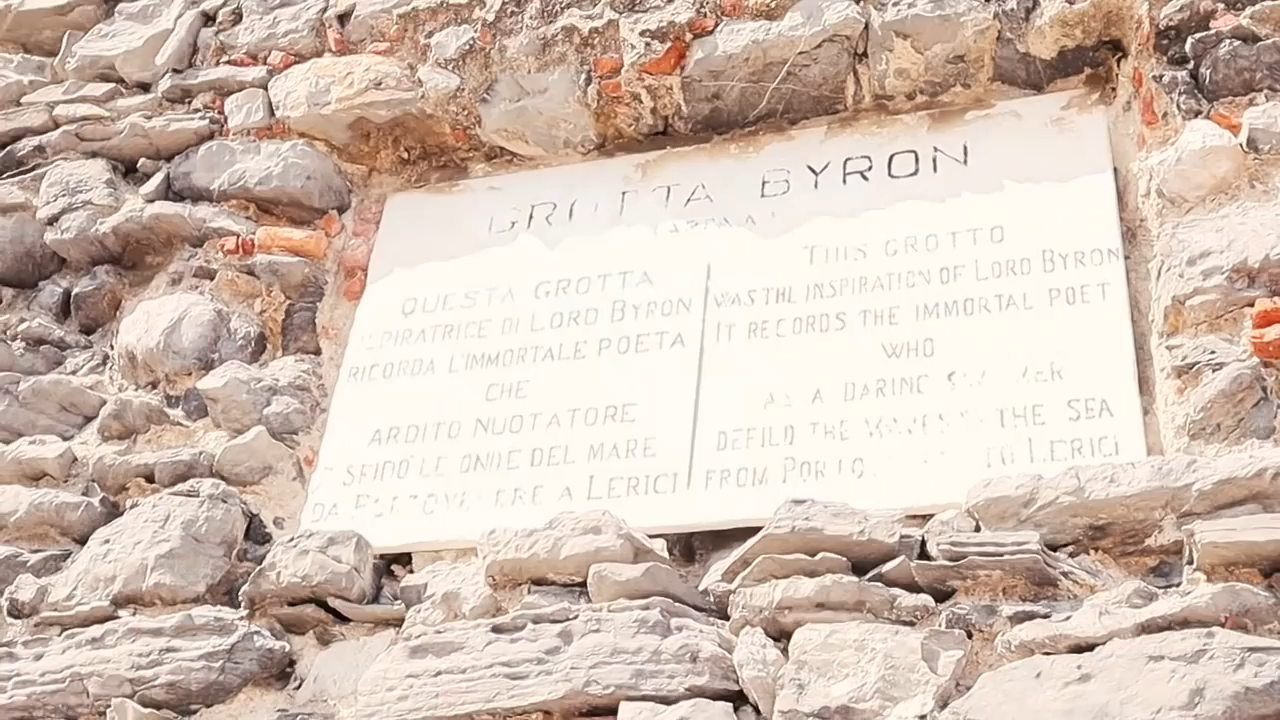 GROTTA BYRON
QUESTA GROTTA
ISPIRATRICE DI LORD BYRON
RICORDA L'IMMORTALE POETA
CHE
ARDITO NUOTATORE
SFIDÒ LE ONDE DEL MARE
DA A LERICI
THIS GROTTO
WAS THE INSPIRATION OF LORD BYRON
IT RECORDS THE IMMORTAL POET
WHO
AS A DARING
DEFIED THE WAVES THE SEA
FROM TO LERICI